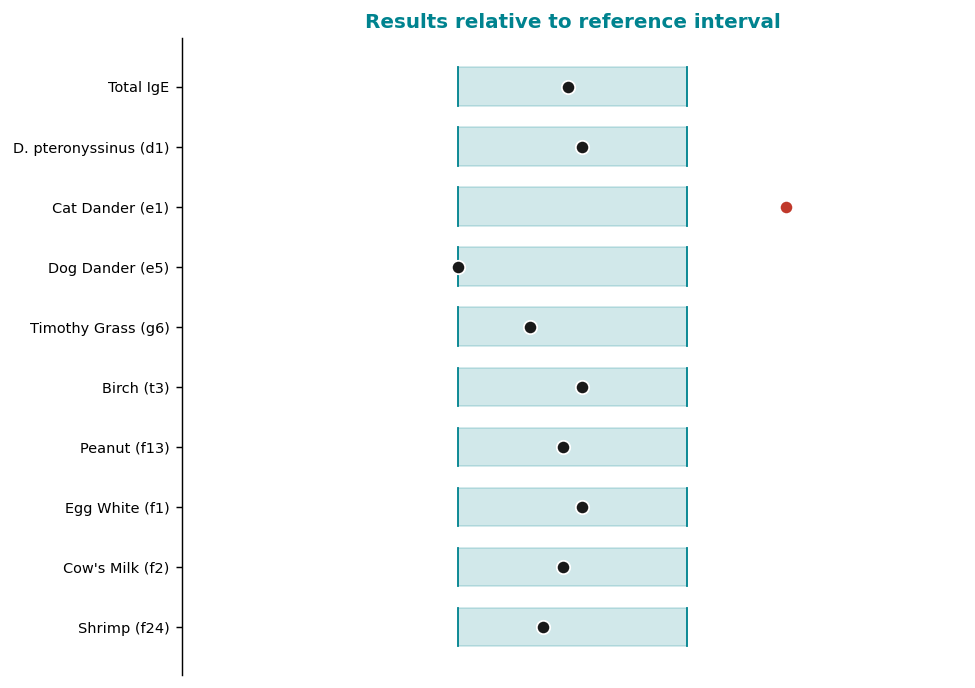 Results relative to reference interval
Total IgE
D. pteronyssinus (d1)
Cat Dander (e1)
Dog Dander (e5)
Timothy Grass (g6)
Birch (t3)
Peanut (f13)
Egg White (f1)
Cow's Milk (f2)
Shrimp (f24)